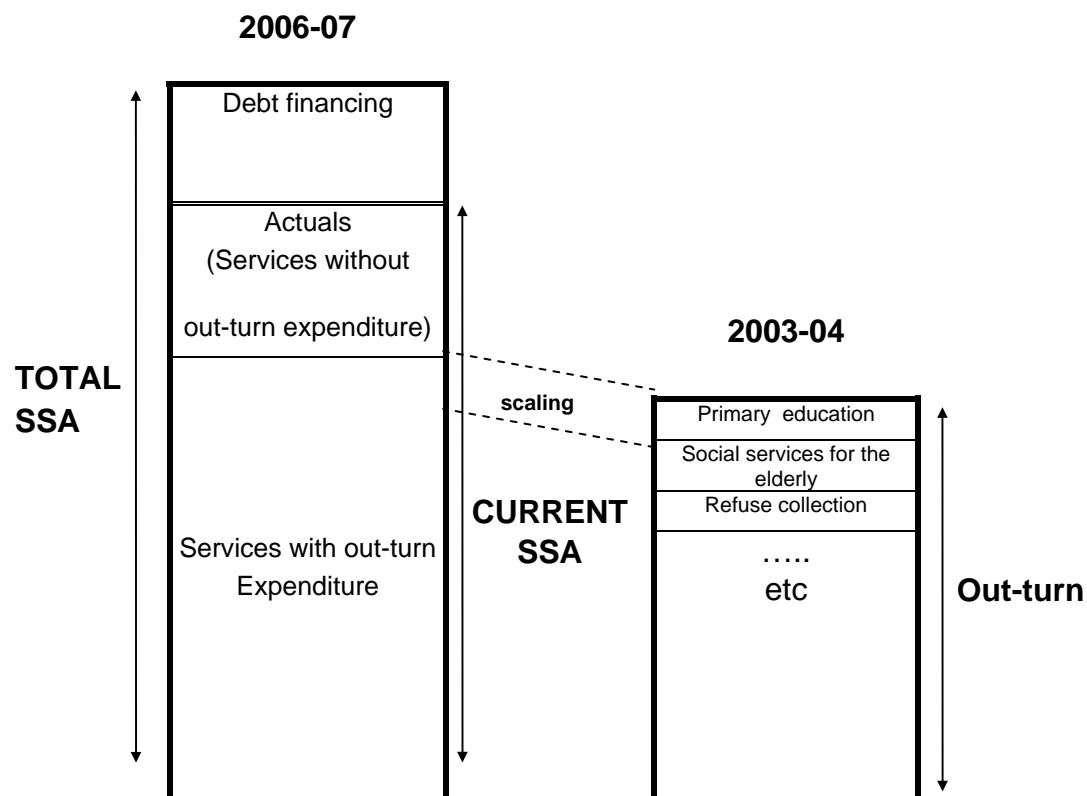 2006-07
Debt financing
Actuals
(Services without
out-turn expenditure)
2003-04
TOTAL
SSA
scaling
Primary education
Social services for the
elderly
Refuse collection
CURRENT
SSA
Services with out-turn
Expenditure
…..
etc
Out-turn